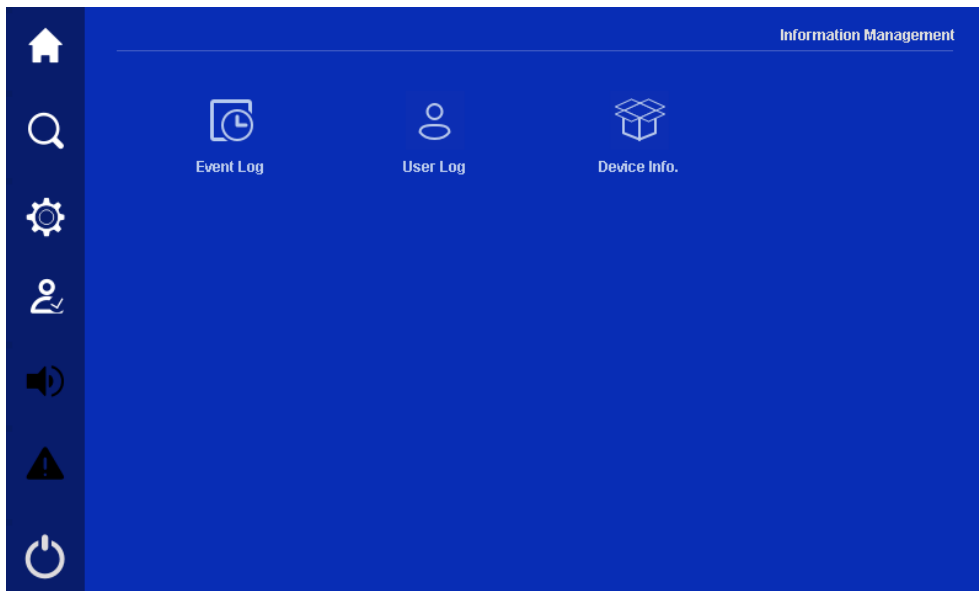 Information Management
Event Log
User Log
Device Info.